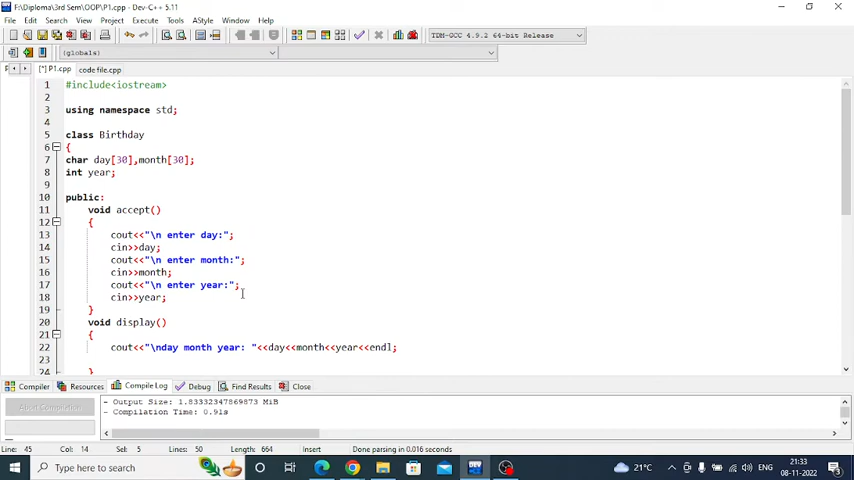 F:\Diploma\3rd Sem\OOP\P1.cpp - Dev-C++ 5.11
File Edit Search View Project Execute Tools AStyle Window Help
TDM-GCC 4.9.2 64-bit Release
(globals)
[*] P1.cpp code file.cpp
1 #include<iostream>
2
3 using namespace std;
4
5 class Birthday
6 {
7 char day[30],month[30];
8 int year;
9
10 public:
11 void accept()
12 {
13 cout<<"\n enter day:";
14 cin>>day;
15 cout<<"\n enter month:";
16 cin>>month;
17 cout<<"\n enter year:";
18 cin>>year;
19 }
20 void display()
21 {
22 cout<<"\nday month year: "<<day<<month<<year<<endl;
23
}
Compiler Resources Compile Log Debug Find Results Close
Abort Compilation
- Output Size: 1.83332347869873 MiB
- Compilation Time: 0.91s
Line: 45 Col: 14 Sel: 5 Lines: 50 Length: 664 Insert Done parsing in 0.016 seconds
Type here to search
DEV
21°C
ENG
21:33
08-11-2022
3